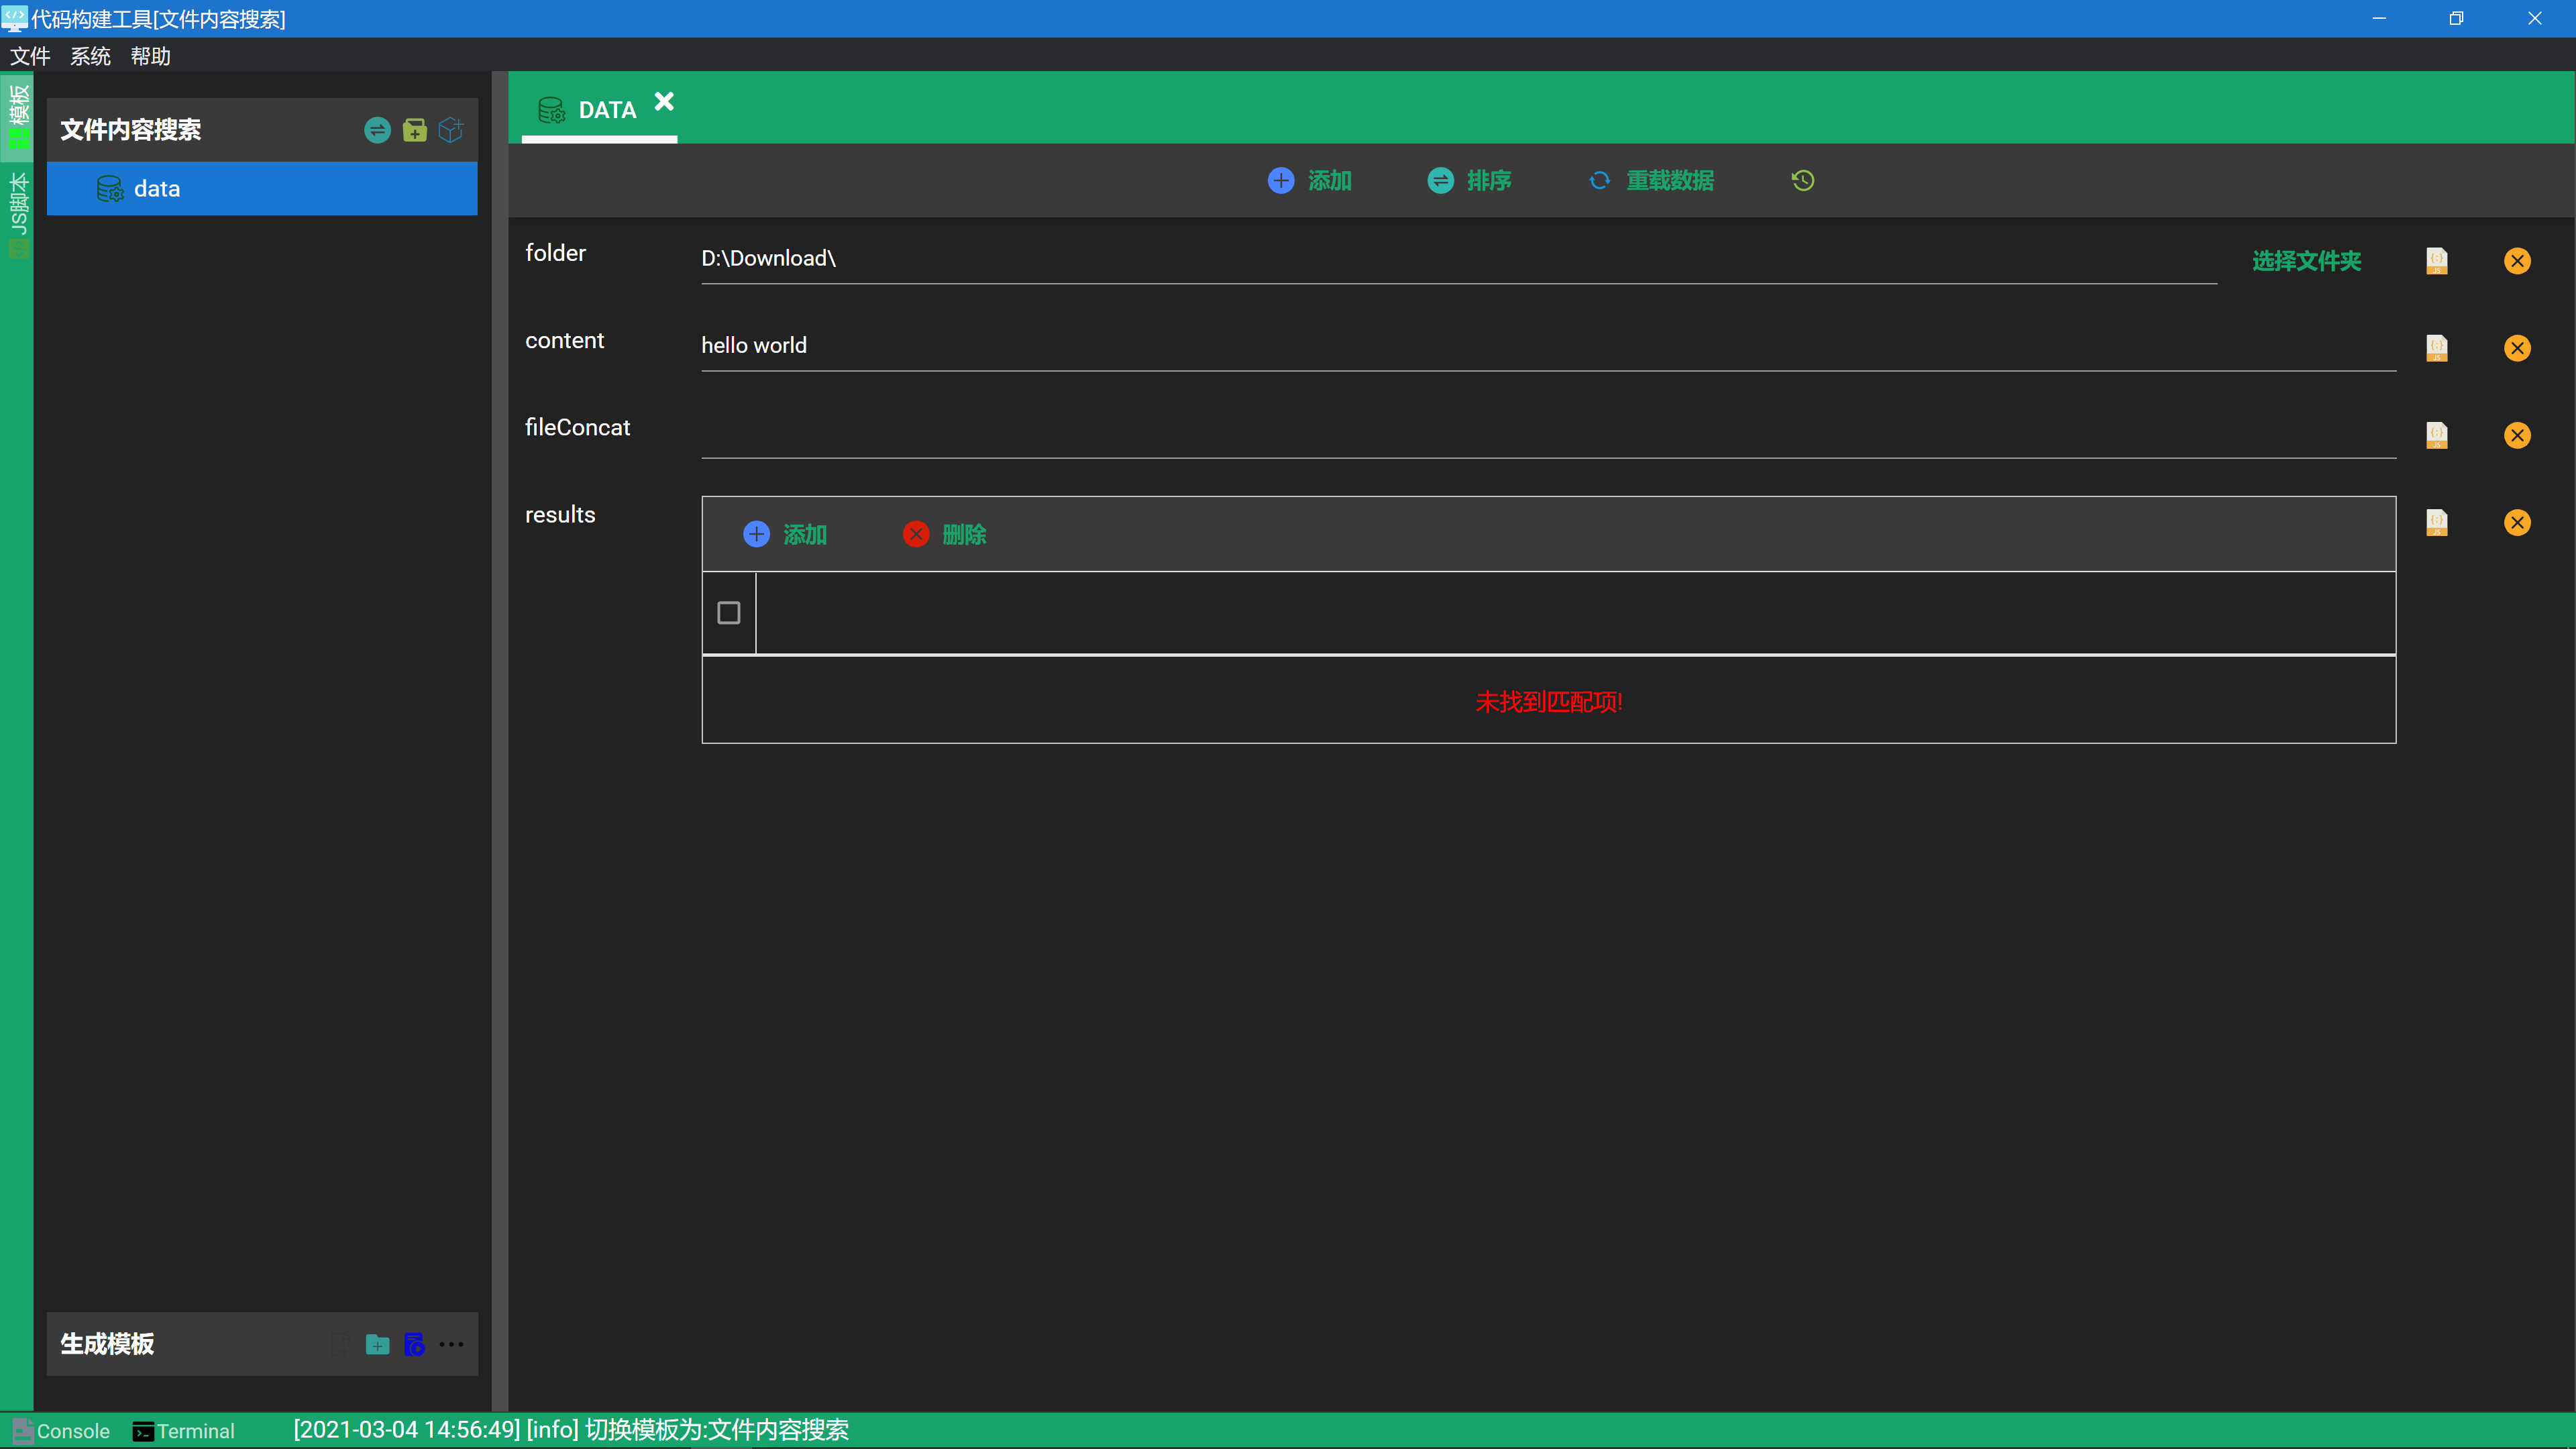 代码构建工具[文件内容搜索]
文件 系统 帮助
模板
JS脚本
文件内容搜索
data
DATA
添加 排序 重载数据
folder D:\Download\ 选择文件夹
content hello world
fileConcat
results
添加 删除
未找到匹配项!
生成模板
Console Terminal [2021-03-04 14:56:49] [info] 切换模板为:文件内容搜索